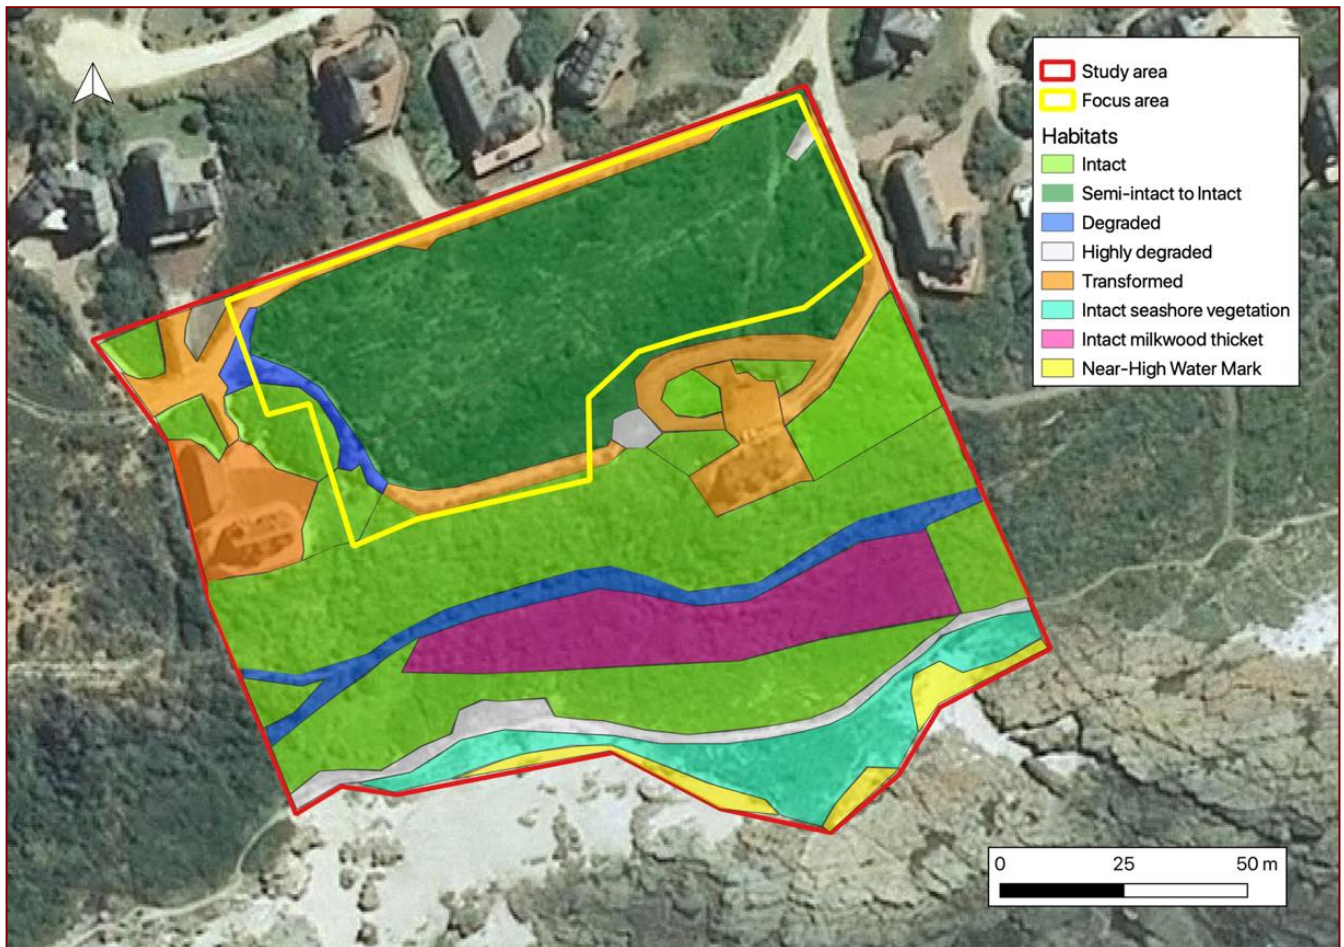 Study area
Focus area
Habitats
Intact
Semi-intact to Intact
Degraded
Highly degraded
Transformed
Intact seashore vegetation
Intact milkwood thicket
Near-High Water Mark
0 25 50 m